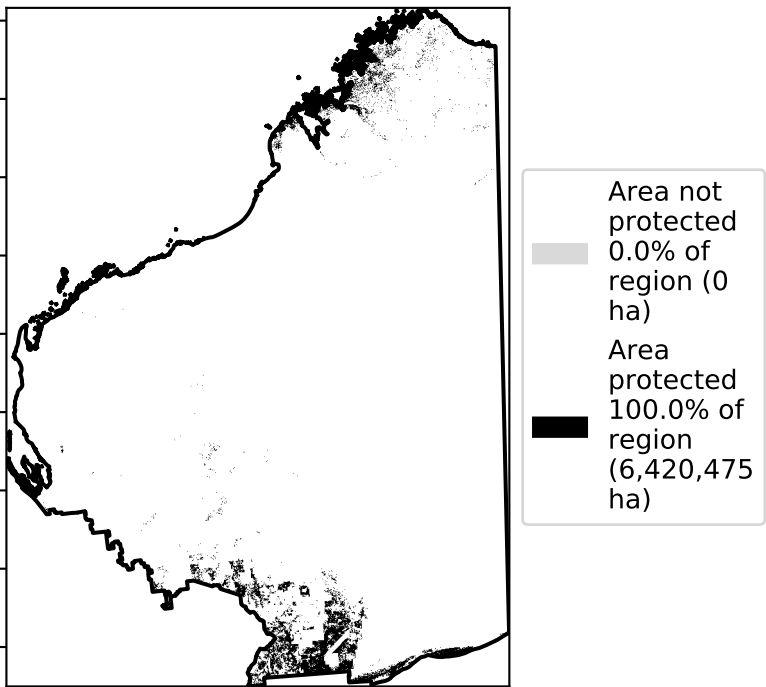 Area not
protected
0.0% of
region (0
ha)
Area
protected
100.0% of
region
(6,420,475
ha)